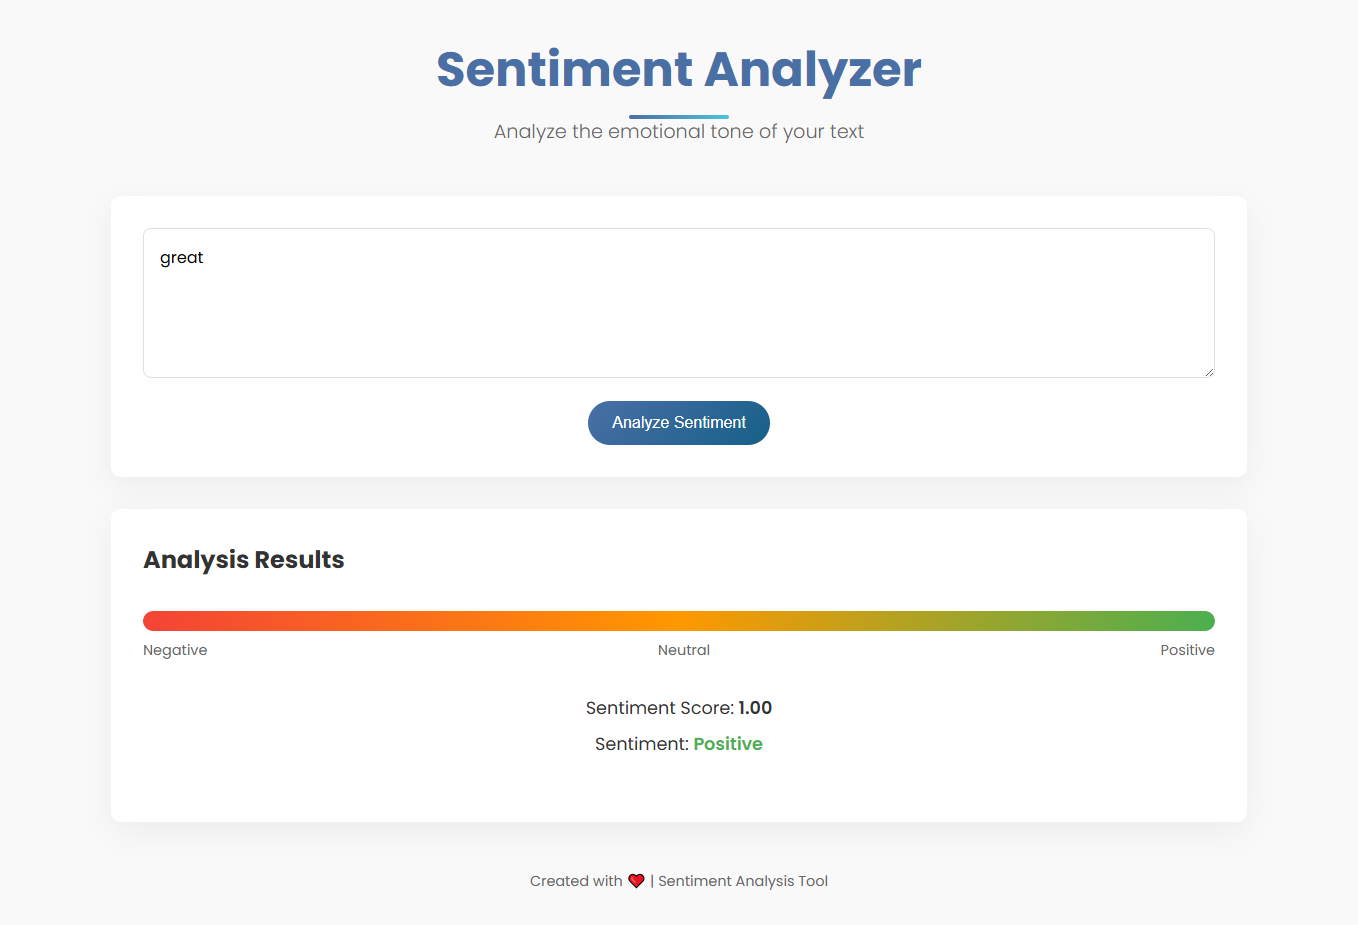 Sentiment Analyzer
Analyze the emotional tone of your text
great
Analyze Sentiment
Analysis Results
Negative Neutral Positive
Sentiment Score: 1.00
Sentiment: Positive
Created with ❤️ | Sentiment Analysis Tool